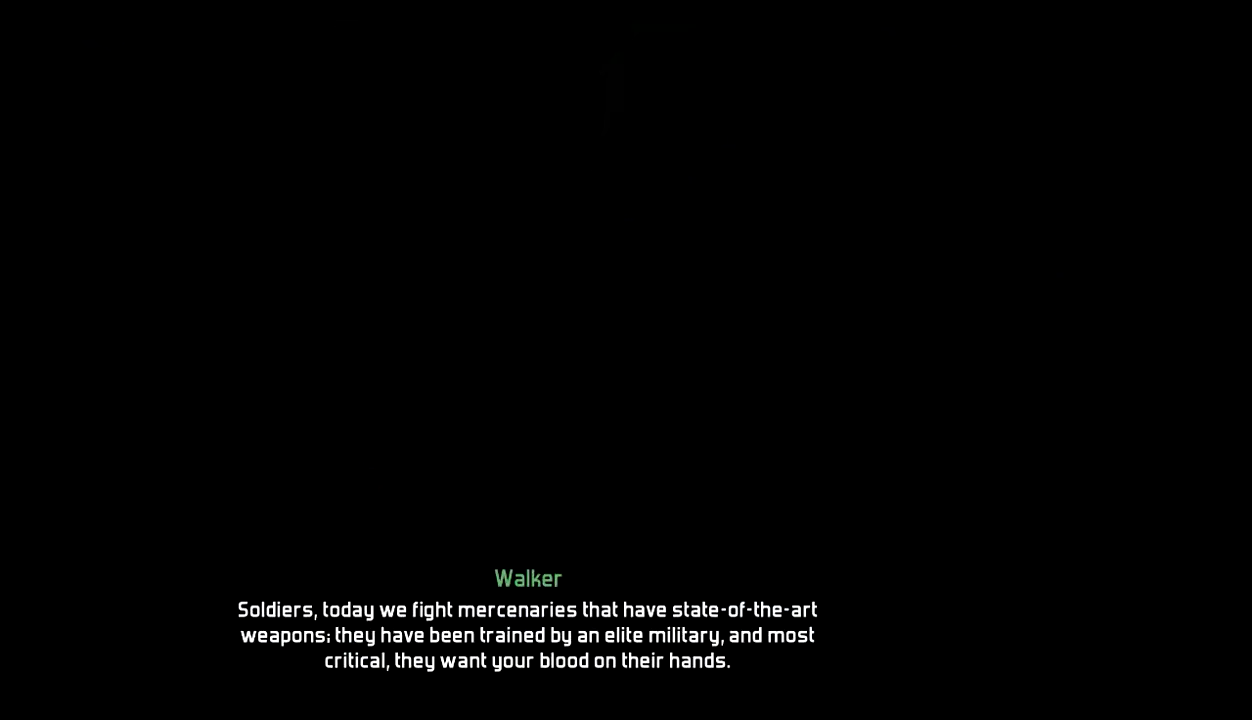 Walker
Soldiers, today we fight mercenaries that have state-of-the-art
weapons; they have been trained by an elite military, and most
critical, they want your blood on their hands.